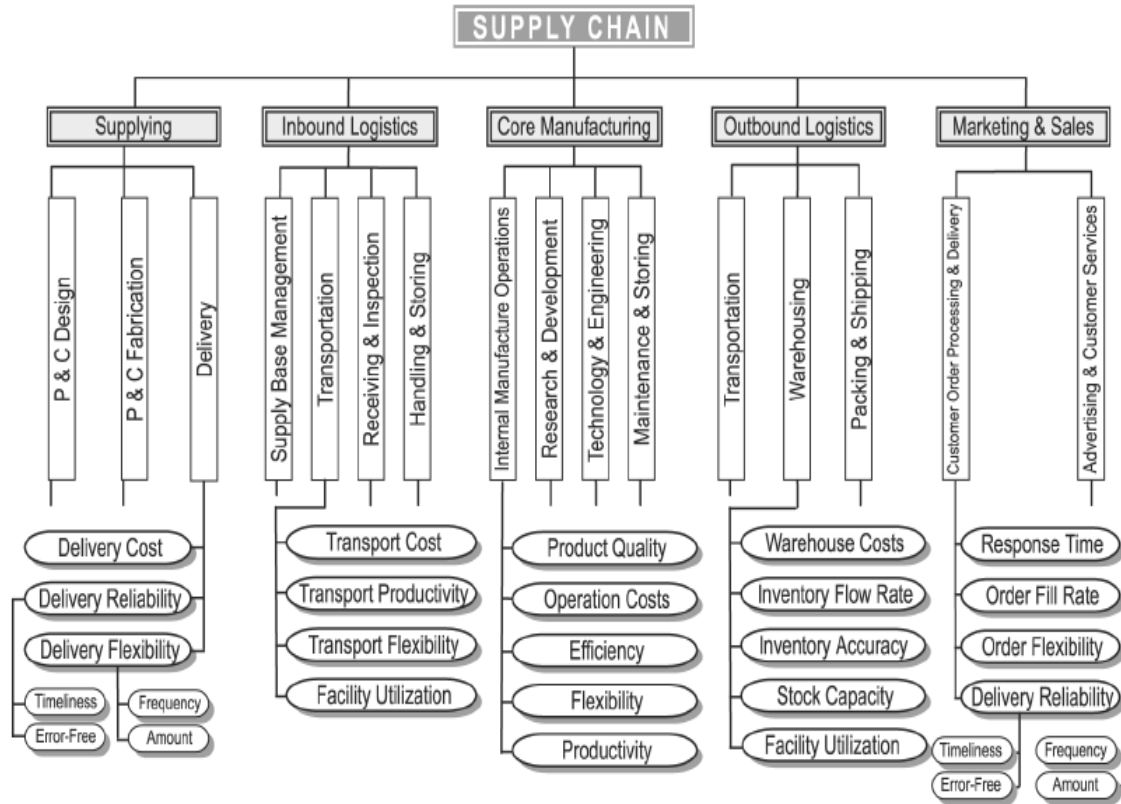 SUPPLY CHAIN
Supplying
Inbound Logistics
Core Manufacturing
Outbound Logistics
Marketing & Sales
P & C Design
P & C Fabrication
Delivery
Supply Base Management
Transportation
Receiving & Inspection
Handling & Storing
Internal Manufacture Operations
Research & Development
Technology & Engineering
Maintenance & Storing
Transportation
Warehousing
Packing & Shipping
Customer Order Processing & Delivery
Advertising & Customer Services
Delivery Cost
Delivery Reliability
Delivery Flexibility
Timeliness
Frequency
Error-Free
Amount
Transport Cost
Transport Productivity
Transport Flexibility
Facility Utilization
Product Quality
Operation Costs
Efficiency
Flexibility
Productivity
Warehouse Costs
Inventory Flow Rate
Inventory Accuracy
Stock Capacity
Facility Utilization
Response Time
Order Fill Rate
Order Flexibility
Delivery Reliability
Timeliness
Frequency
Error-Free
Amount